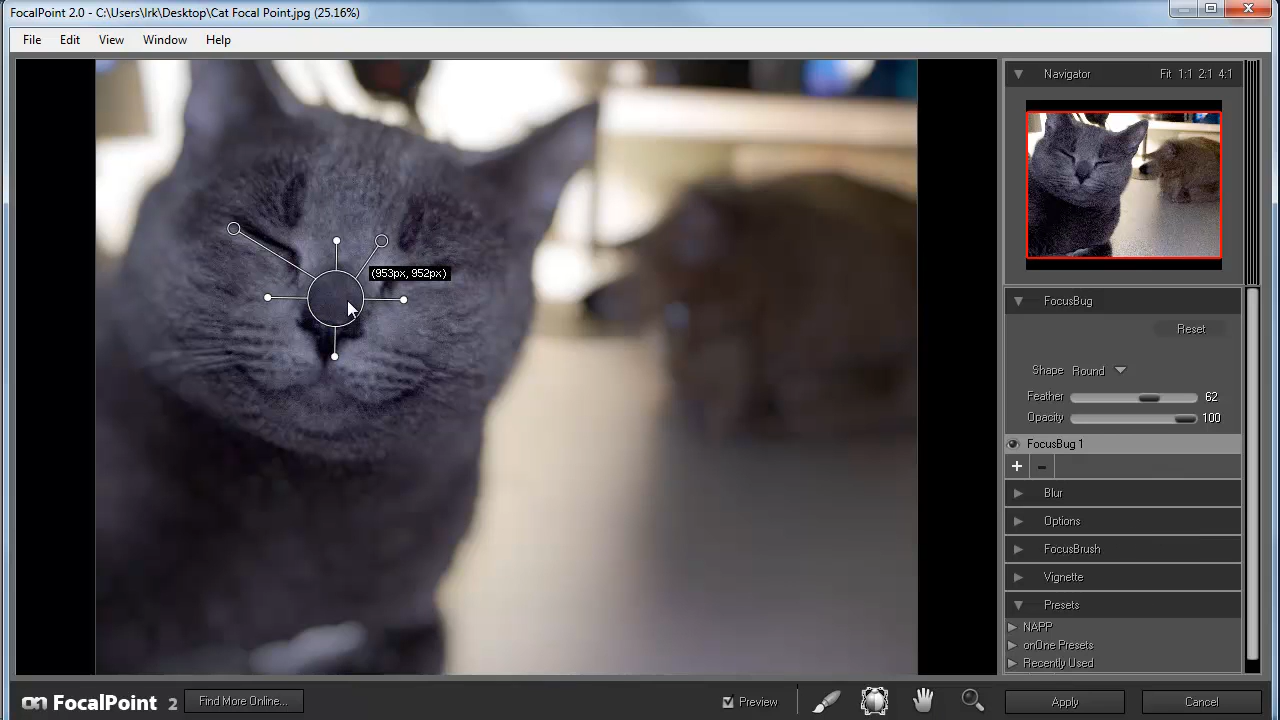 FocalPoint 2.0 - C:\Users\lrk\Desktop\Cat Focal Point.jpg (25.16%)
File Edit View Window Help
Navigator Fit 1:1 2:1 4:1
(953px, 952px)
FocusBug
Reset
Shape Round
Feather 62
Opacity 100
FocusBug 1
+ -
Blur
Options
FocusBrush
Vignette
Presets
NAPP
onOne Presets
Recently Used
on FocalPoint 2 Find More Online... Preview Apply Cancel